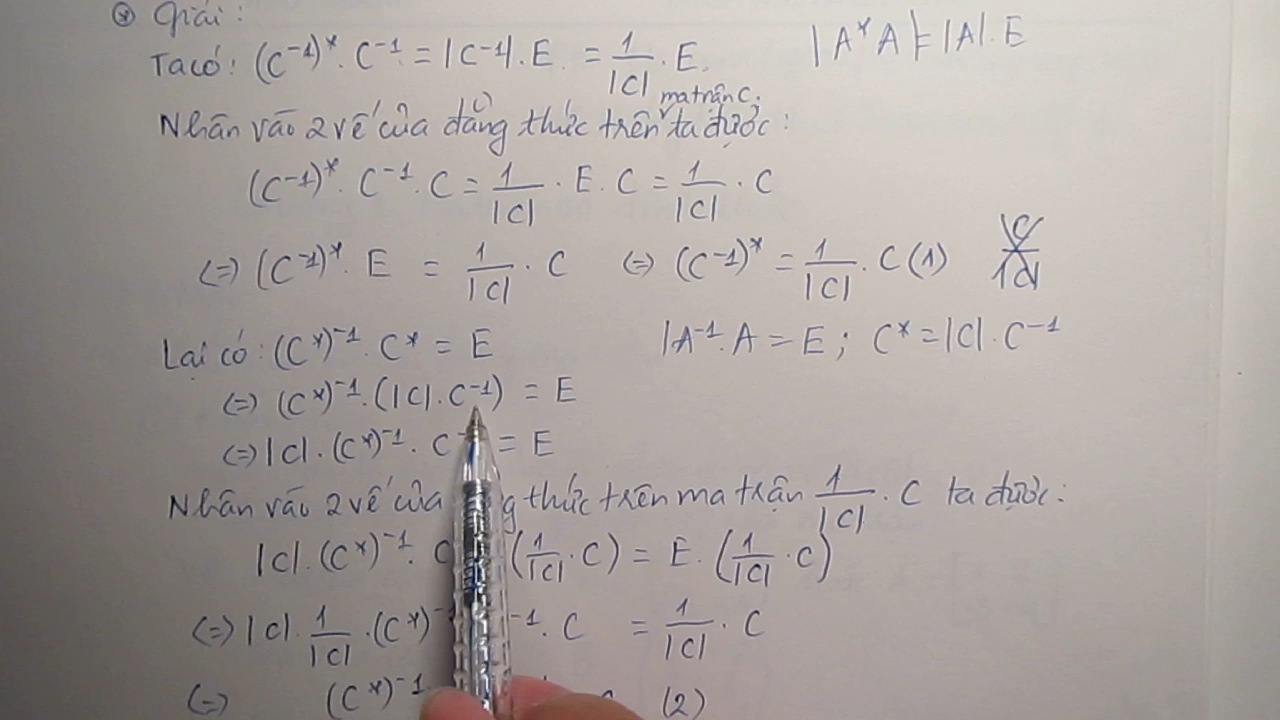 ⊛ Giải:
Ta có: (C⁻¹)*. C⁻¹ = |C⁻¹|. E = 1/|C| . E. |A*A| = |A|. E
ma trận C.
Nhân vào 2 vế của đẳng thức trên ta được:
(C⁻¹)*. C⁻¹. C = 1/|C| . E. C = 1/|C| . C
(=) (C⁻¹)*. E = 1/|C| . C (=) (C⁻¹)* = 1/|C| . C (1)
Lại có: (C*)⁻¹. C* = E |A⁻¹. A = E ; C* = |C|. C⁻¹
(=) (C*)⁻¹. (|C|. C⁻¹) = E
(=) |C|. (C*)⁻¹. C = E
Nhân vào 2 vế của thức trên ma trận 1/|C| . C ta được:
|C|. (C*)⁻¹. (1/|C| . C) = E. (1/|C| . C)
(=) |C|. 1/|C| . (C*) ⁻¹. C = 1/|C| . C
(=) (C*)⁻¹ (2)